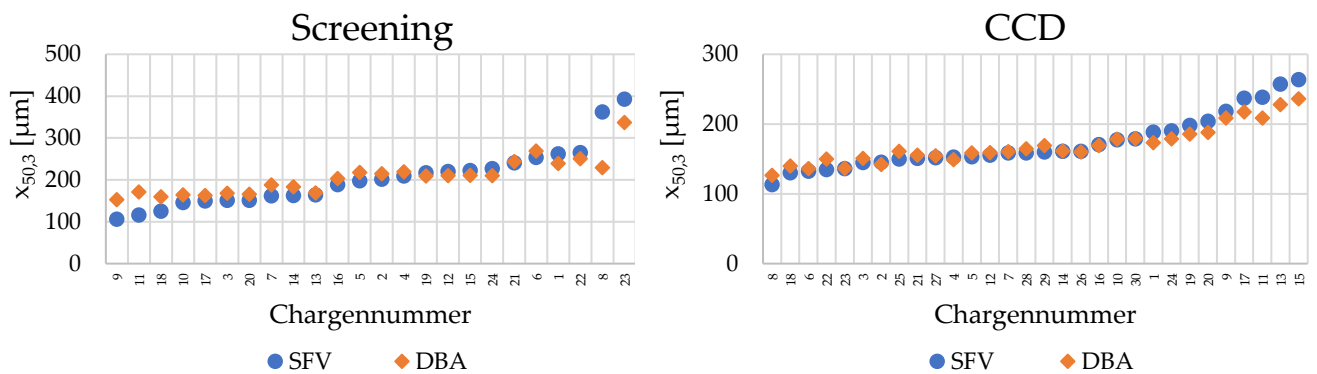 Screening
500
400
300
200
100
0
x50,3 [µm]
9 11 18 10 17 3 20 7 14 13 16 5 2 4 19 12 15 24 21 6 1 22 8 23
Chargennummer
SFV DBA
CCD
300
200
100
0
x50,3 [µm]
8 18 6 22 23 3 2 25 21 27 4 5 12 7 28 29 14 26 16 10 30 1 24 19 20 9 17 11 13 15
Chargennummer
SFV DBA